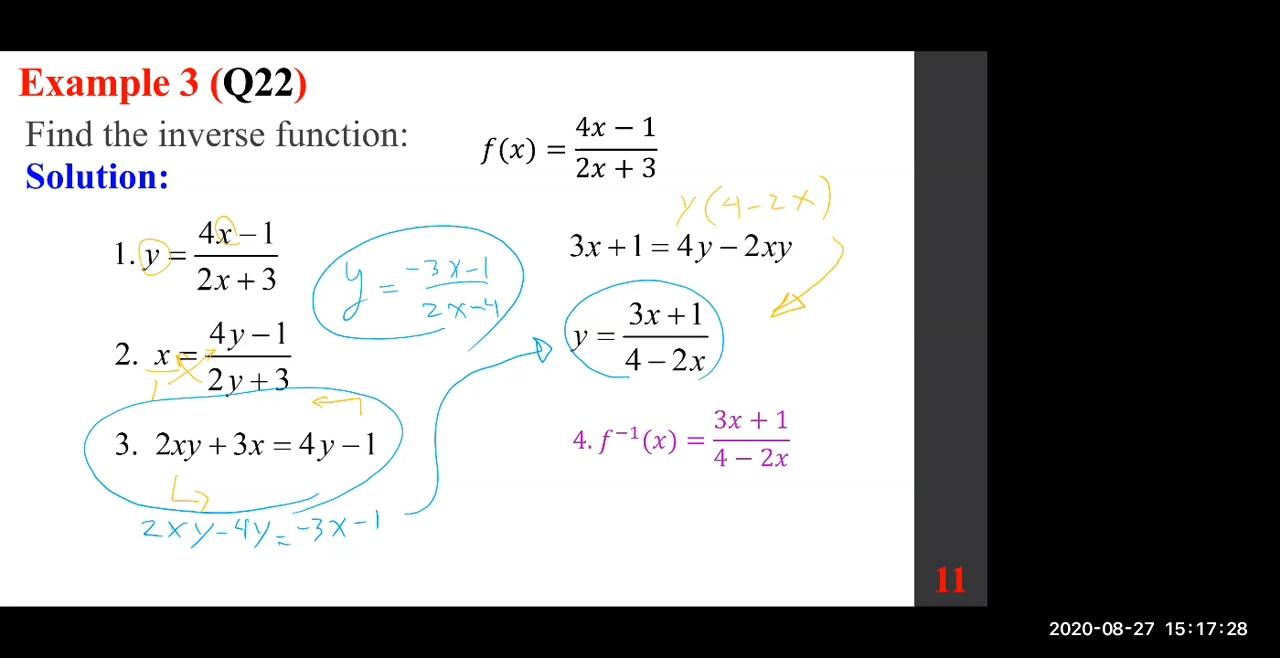 Example 3 (Q22)
Find the inverse function:
f(x) = (4x − 1)/(2x + 3)
Solution:
1. y = (4x − 1)/(2x + 3)
y = (-3x-1)/(2x-4)
2. x = (4y − 1)/(2y + 3)
1
3. 2xy + 3x = 4y − 1
2xy-4y = -3x-1
y(4-2x)
3x + 1 = 4y − 2xy
y = (3x + 1)/(4 − 2x)
4. f⁻¹(x) = (3x + 1)/(4 − 2x)
11
2020-08-27 15:17:28